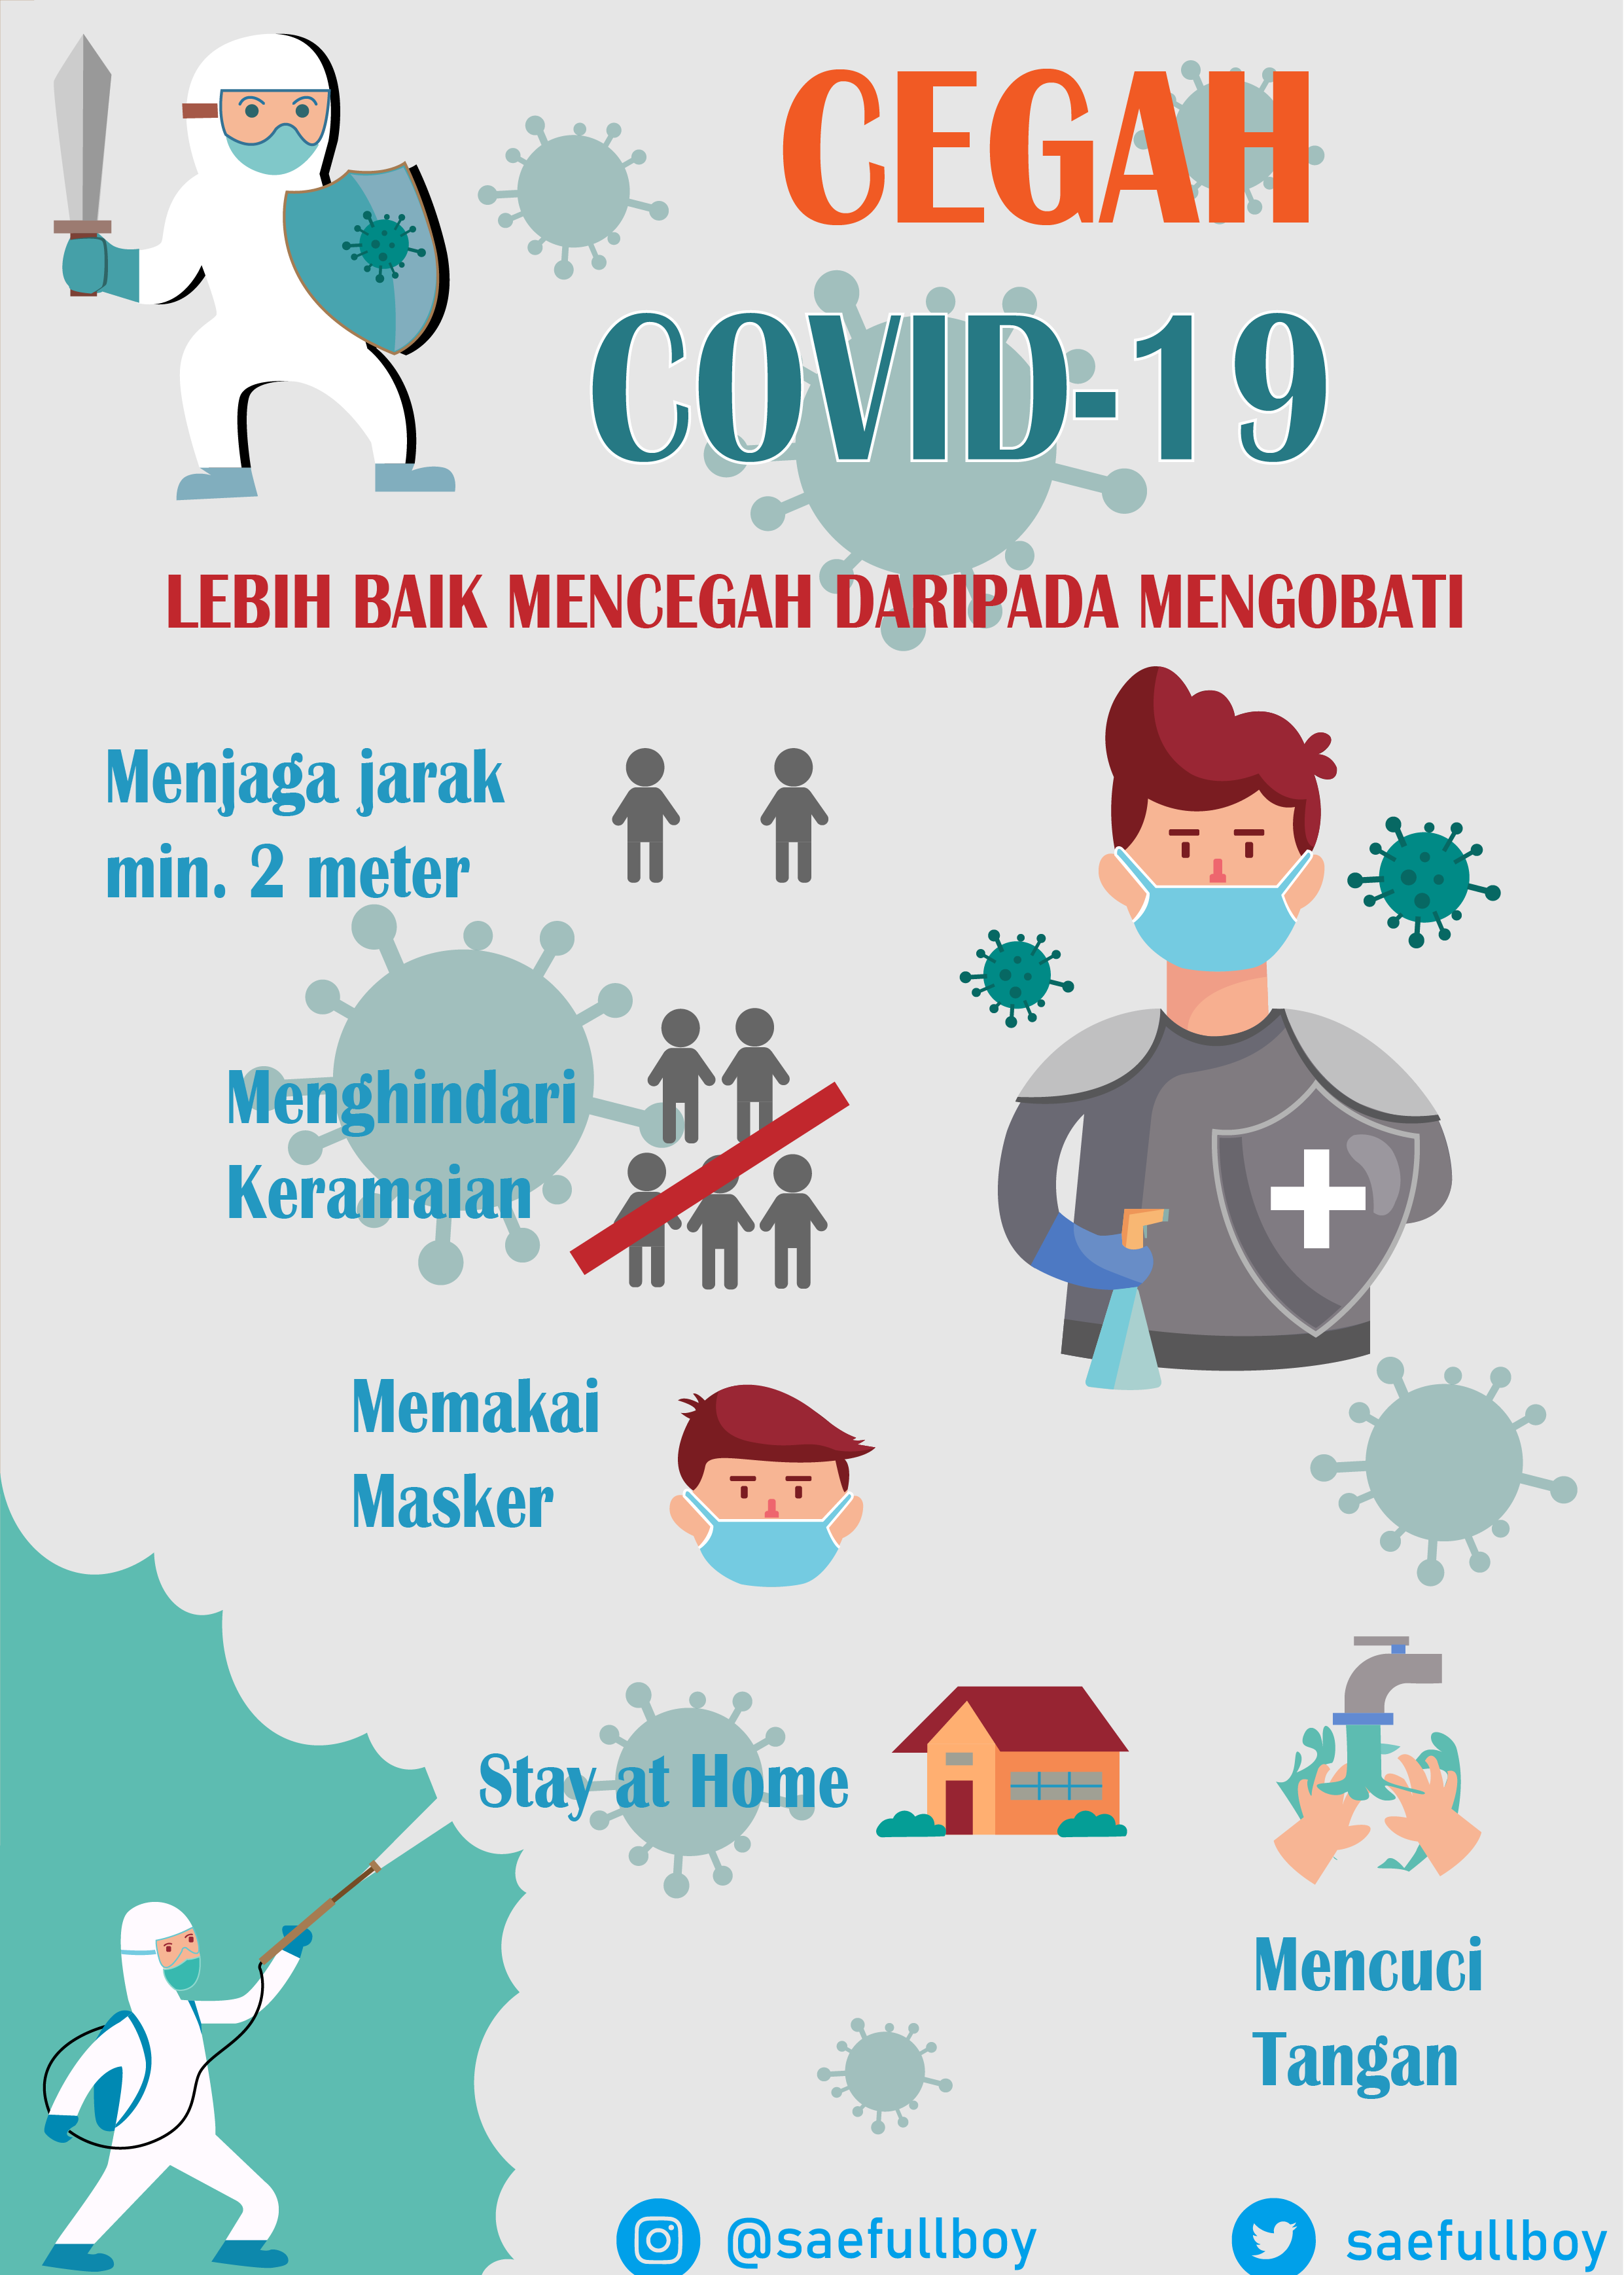 CEGAH
COVID-19
LEBIH BAIK MENCEGAH DARIPADA MENGOBATI
Menjaga jarak
min. 2 meter
Menghindari
Keramaian
Memakai
Masker
Stay at Home
Mencuci
Tangan
@saefullboy
saefullboy